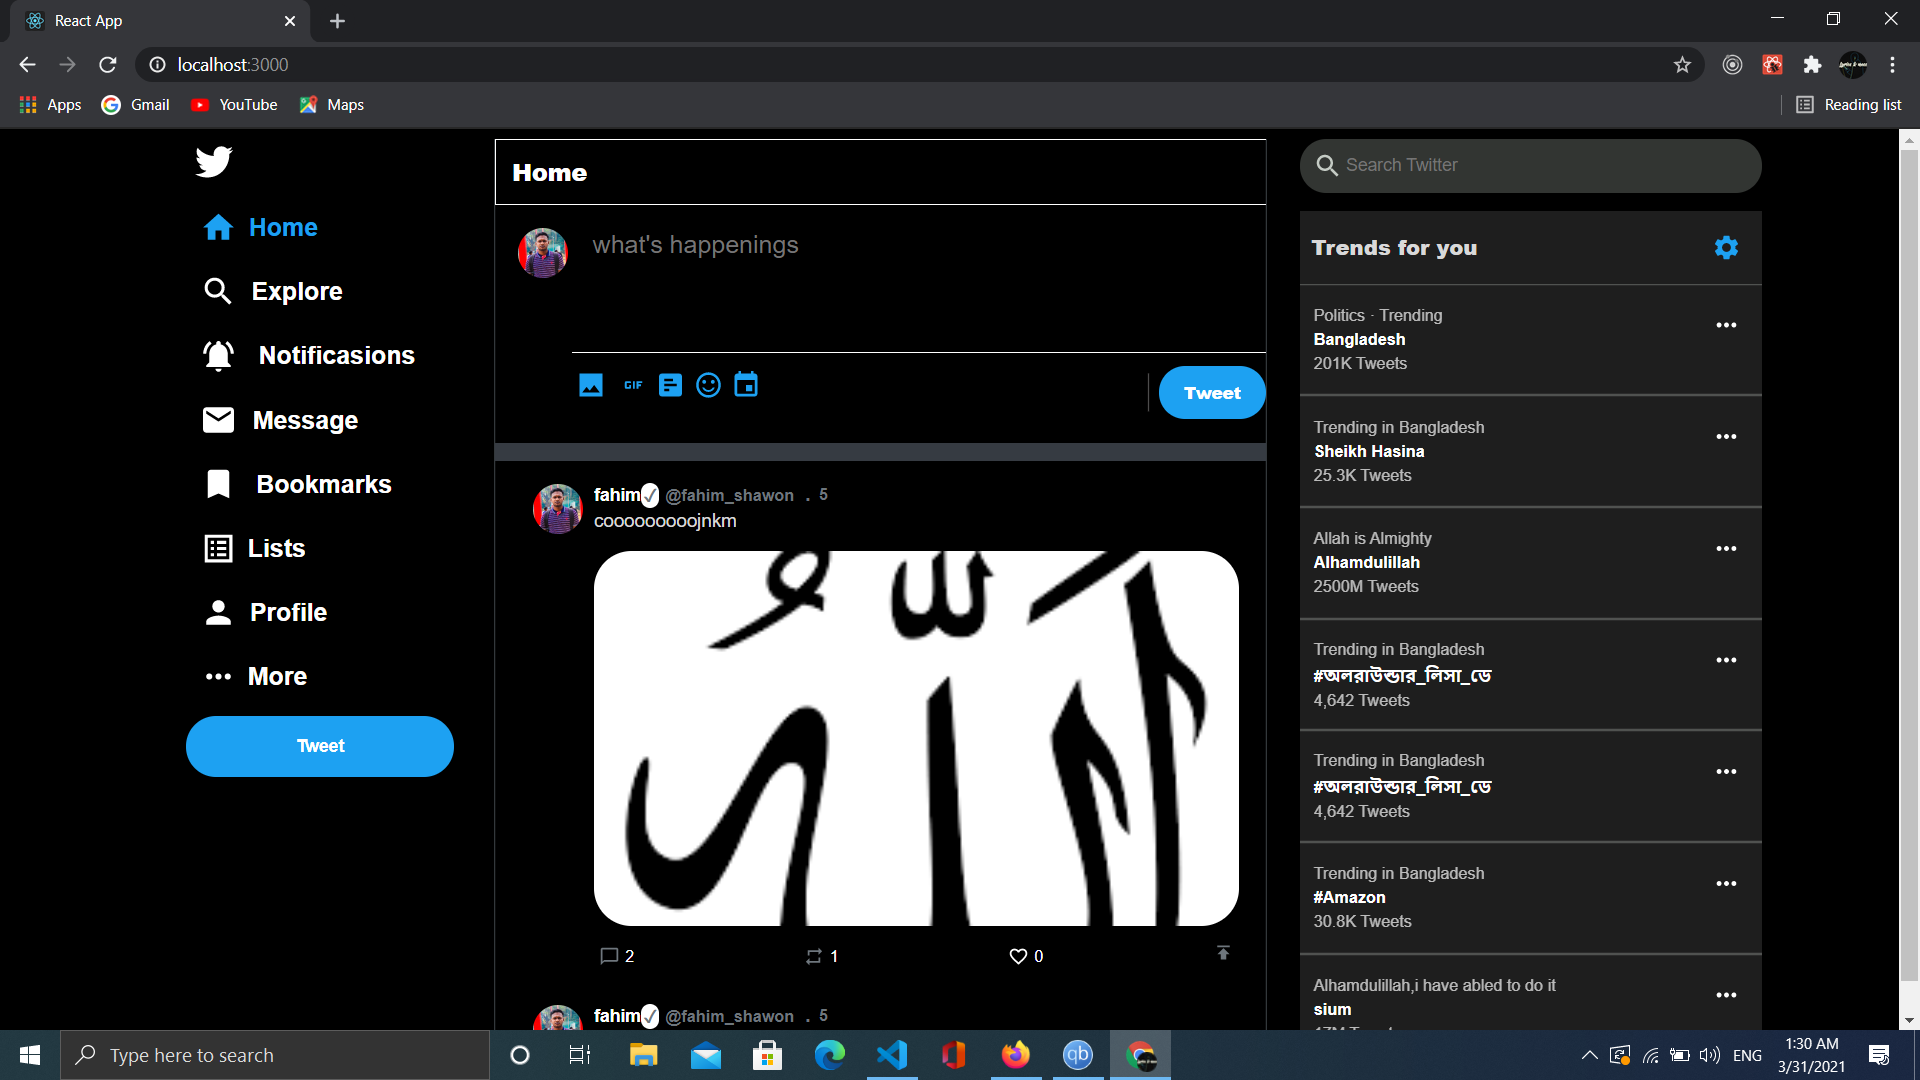 React App
localhost:3000
Apps
Gmail
YouTube
Maps
Reading list
Home
Explore
Notificasions
Message
Bookmarks
Lists
Profile
More
Tweet
Home
what's happenings
GIF
Tweet
fahim @fahim_shawon . 5
cooooooooojnkm
2
1
0
fahim @fahim_shawon . 5
Search Twitter
Trends for you
Politics · Trending
Bangladesh
201K Tweets
Trending in Bangladesh
Sheikh Hasina
25.3K Tweets
Allah is Almighty
Alhamdulillah
2500M Tweets
Trending in Bangladesh
#অলরাউন্ডার_লিসা_ডে
4,642 Tweets
Trending in Bangladesh
#অলরাউন্ডার_লিসা_ডে
4,642 Tweets
Trending in Bangladesh
#Amazon
30.8K Tweets
Alhamdulillah,i have abled to do it
sium
17M Tweets
Type here to search
qb
ENG
1:30 AM
3/31/2021